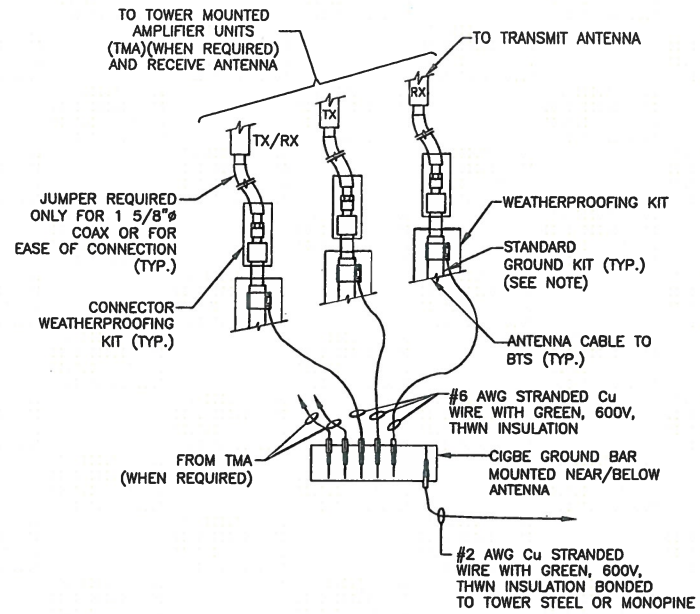 TO TOWER MOUNTED
AMPLIFIER UNITS
(TMA)(WHEN REQUIRED)
AND RECEIVE ANTENNA
TO TRANSMIT ANTENNA
RX
TX
TX/RX
JUMPER REQUIRED
ONLY FOR 1 5/8"ø
COAX OR FOR
EASE OF CONNECTION
(TYP.)
WEATHERPROOFING KIT
STANDARD
GROUND KIT (TYP.)
(SEE NOTE)
CONNECTOR
WEATHERPROOFING
KIT (TYP.)
ANTENNA CABLE TO
BTS (TYP.)
#6 AWG STRANDED Cu
WIRE WITH GREEN, 600V,
THWN INSULATION
FROM TMA
(WHEN REQUIRED)
CIGBE GROUND BAR
MOUNTED NEAR/BELOW
ANTENNA
#2 AWG Cu STRANDED
WIRE WITH GREEN, 600V,
THWN INSULATION BONDED
TO TOWER STEEL OR MONOPINE